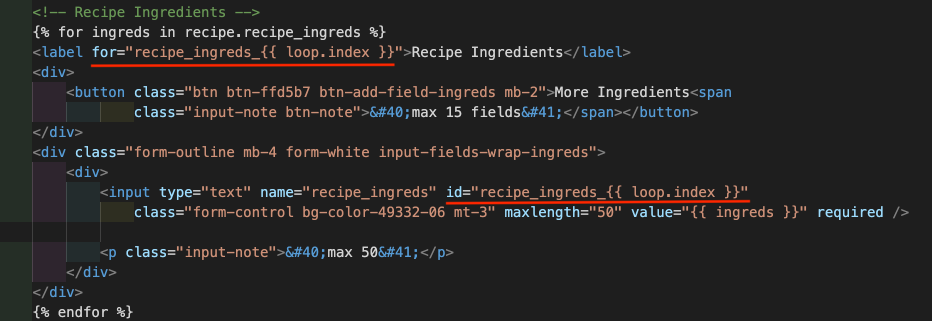 <!-- Recipe Ingredients -->
{% for ingreds in recipe.recipe_ingreds %}
<label for="recipe_ingreds_{{ loop.index }}">Recipe Ingredients</label>
<div>
<button class="btn btn-ffd5b7 btn-add-field-ingreds mb-2">More Ingredients<span
class="input-note btn-note">&#40;max 15 fields&#41;</span></button>
</div>
<div class="form-outline mb-4 form-white input-fields-wrap-ingreds">
<div>
<input type="text" name="recipe_ingreds" id="recipe_ingreds_{{ loop.index }}"
class="form-control bg-color-49332-06 mt-3" maxlength="50" value="{{ ingreds }}" required />
<p class="input-note">&#40;max 50&#41;</p>
</div>
</div>
{% endfor %}